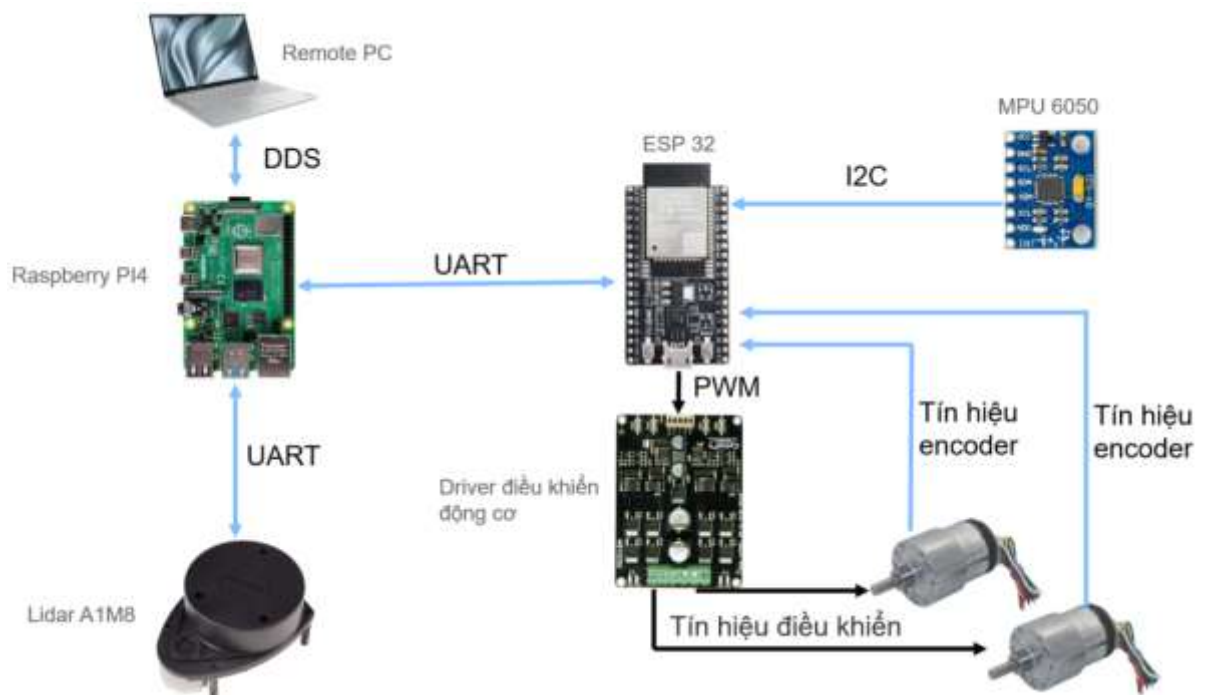 Remote PC
DDS
Raspberry PI4
UART
ESP 32
MPU 6050
I2C
UART
PWM
Driver điều khiển
động cơ
Tín hiệu
encoder
Tín hiệu
encoder
Tín hiệu điều khiển
Lidar A1M8